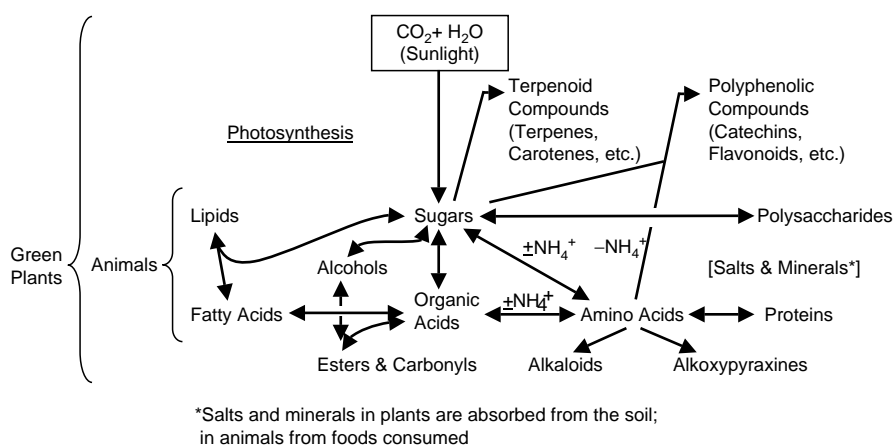 CO₂+ H₂O
(Sunlight)
Terpenoid
Compounds
(Terpenes,
Carotenes, etc.)
Polyphenolic
Compounds
(Catechins,
Flavonoids, etc.)
Photosynthesis
Lipids
Sugars
Polysaccharides
Green
Plants
Animals
Alcohols
±NH₄⁺
−NH₄⁺
[Salts & Minerals*]
Fatty Acids
Organic
Acids
±NH₄⁺
Amino Acids
Proteins
Esters & Carbonyls
Alkaloids
Alkoxypyraxines
*Salts and minerals in plants are absorbed from the soil;
in animals from foods consumed